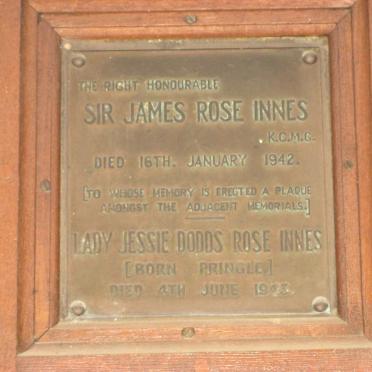 THE RIGHT HONOURABLE
SIR JAMES ROSE INNES
K.C.M.G.
DIED 16TH. JANUARY 1942.
[TO WHOSE MEMORY IS ERECTED A PLAQUE
AMONGST THE ADJACENT MEMORIALS.]
LADY JESSIE DODDS ROSE INNES
[BORN PRINGLE]
DIED 4TH JUNE 1943.